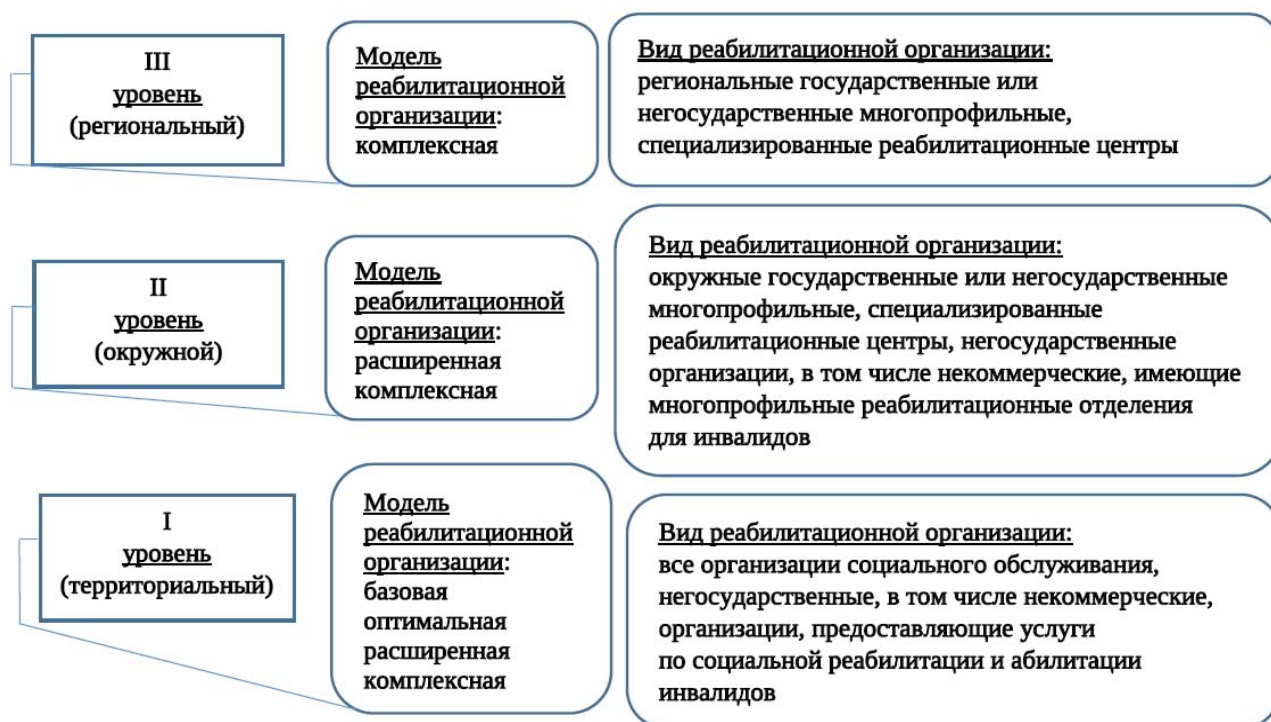 III
уровень
(региональный)
Модель
реабилитационной
организации:
комплексная
Вид реабилитационной организации:
региональные государственные или
негосударственные многопрофильные,
специализированные реабилитационные центры
II
уровень
(окружной)
Модель
реабилитационной
организации:
расширенная
комплексная
Вид реабилитационной организации:
окружные государственные или негосударственные
многопрофильные, специализированные
реабилитационные центры, негосударственные
организации, в том числе некоммерческие, имеющие
многопрофильные реабилитационные отделения
для инвалидов
I
уровень
(территориальный)
Модель
реабилитационной
организации:
базовая
оптимальная
расширенная
комплексная
Вид реабилитационной организации:
все организации социального обслуживания,
негосударственные, в том числе некоммерческие,
организации, предоставляющие услуги
по социальной реабилитации и абилитации
инвалидов